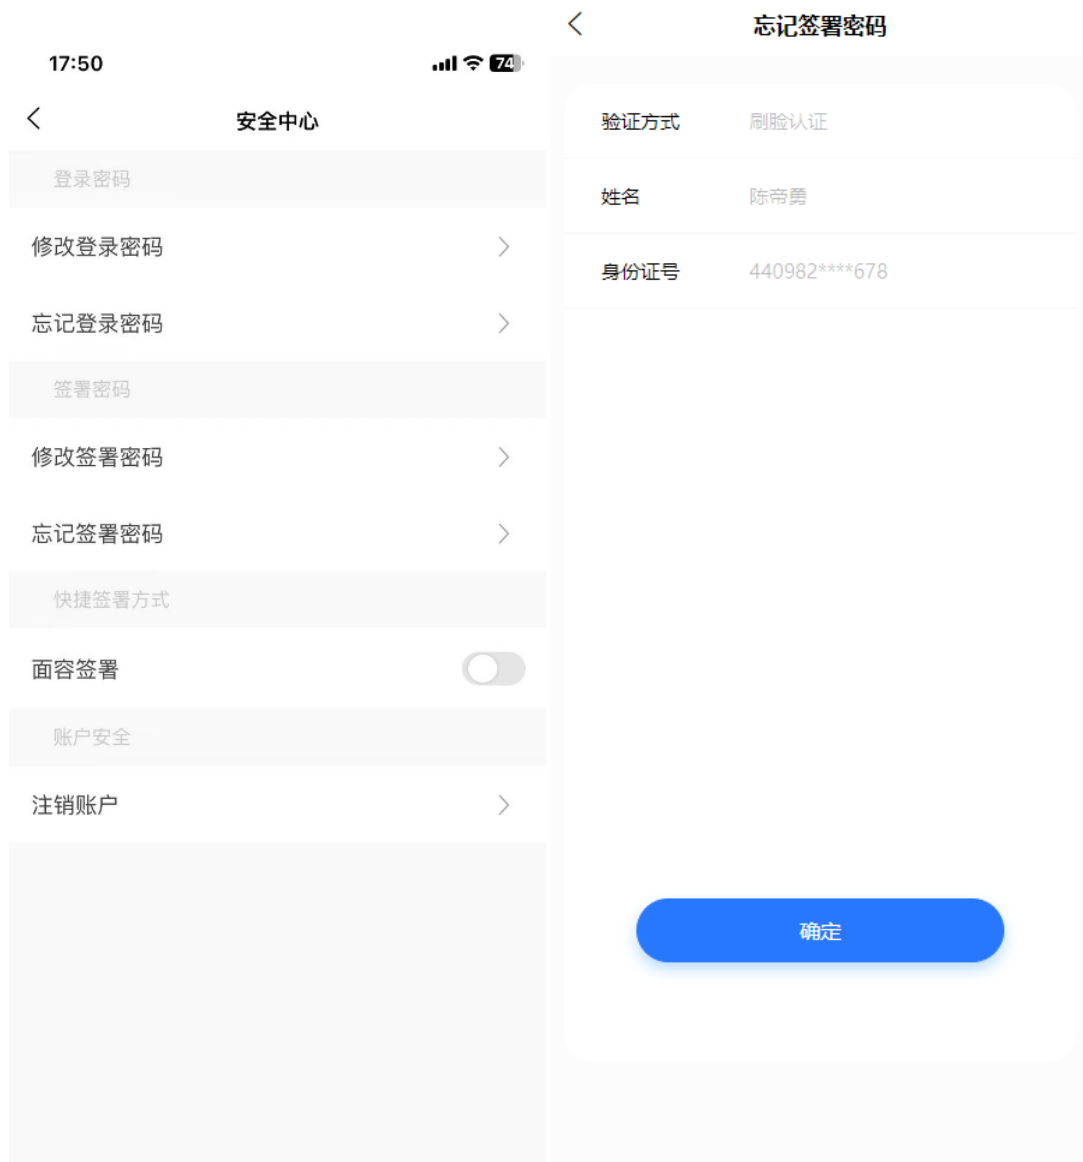 17:50
74
安全中心
登录密码
修改登录密码
忘记登录密码
签署密码
修改签署密码
忘记签署密码
快捷签署方式
面容签署
账户安全
注销账户
忘记签署密码
验证方式 刷脸认证
姓名 陈帝勇
身份证号 440982****678
确定